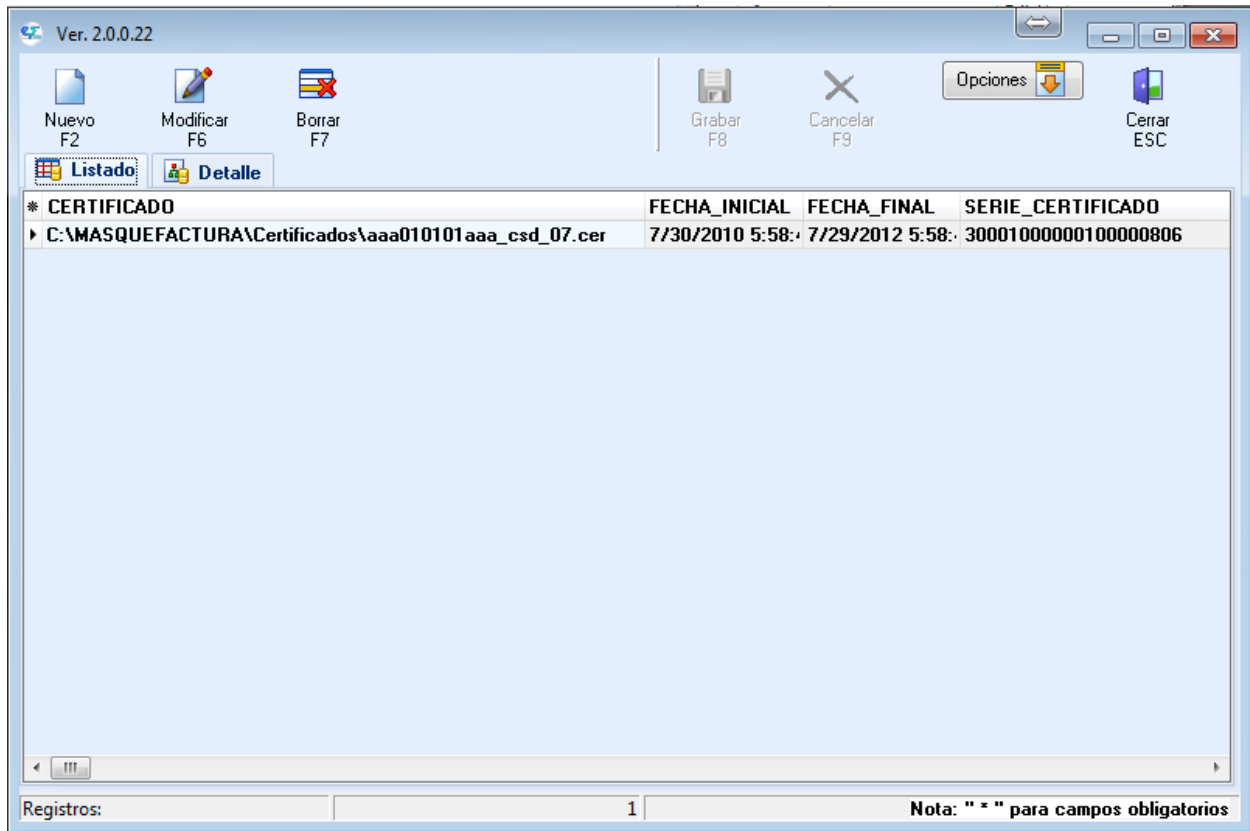 Ver. 2.0.0.22
Nuevo Modificar Borrar Grabar Cancelar Opciones Cerrar
F2 F6 F7 F8 F9 ESC
Listado Detalle
* CERTIFICADO FECHA_INICIAL FECHA_FINAL SERIE_CERTIFICADO
C:\MASQUEFACTURA\Certificados\aaa010101aaa_csd_07.cer 7/30/2010 5:58: 7/29/2012 5:58: 30001000000100000806
Registros: 1 Nota: " * " para campos obligatorios